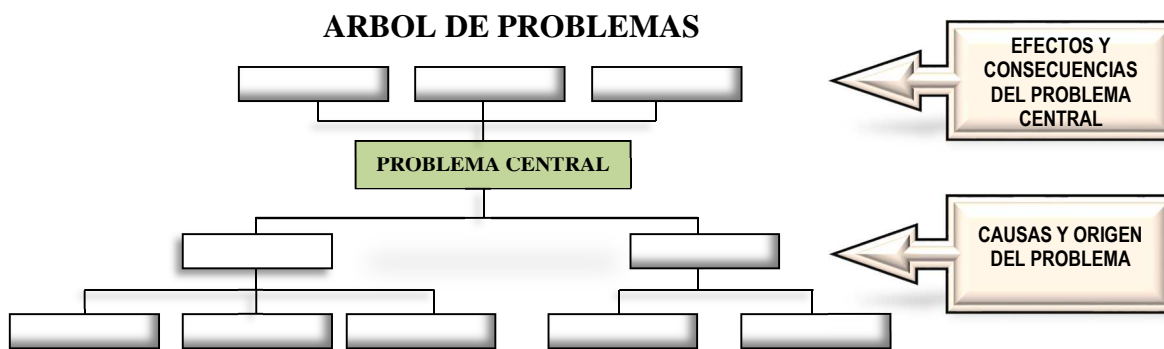 ARBOL DE PROBLEMAS
EFECTOS Y
CONSECUENCIAS
DEL PROBLEMA
CENTRAL
PROBLEMA CENTRAL
CAUSAS Y ORIGEN
DEL PROBLEMA